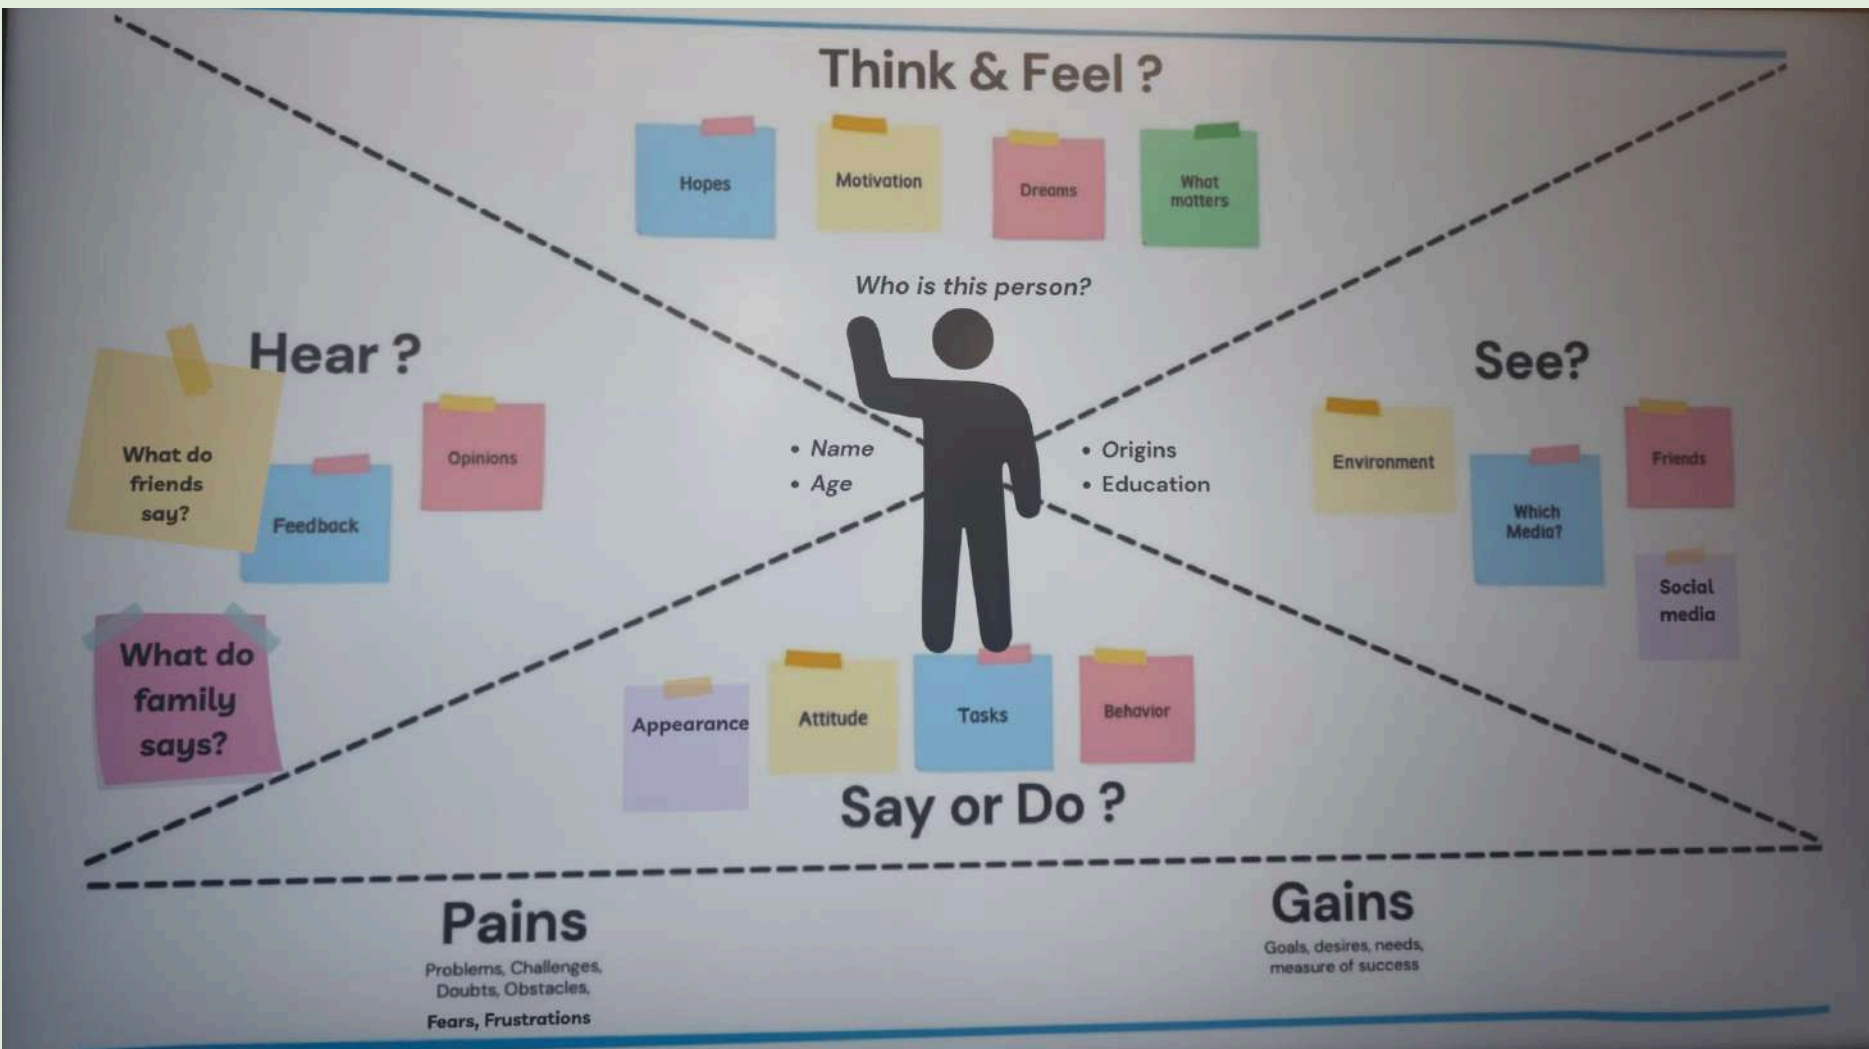 Think & Feel ?
Hopes
Motivation
Dreams
What
matters
Who is this person?
Hear ?
What do
friends
say?
Feedback
Opinions
What do
family
says?
• Name
• Age
• Origins
• Education
See?
Environment
Which
Media?
Friends
Social
media
Appearance
Attitude
Tasks
Behavior
Say or Do ?
Pains
Problems, Challenges,
Doubts, Obstacles,
Fears, Frustrations
Gains
Goals, desires, needs,
measure of success